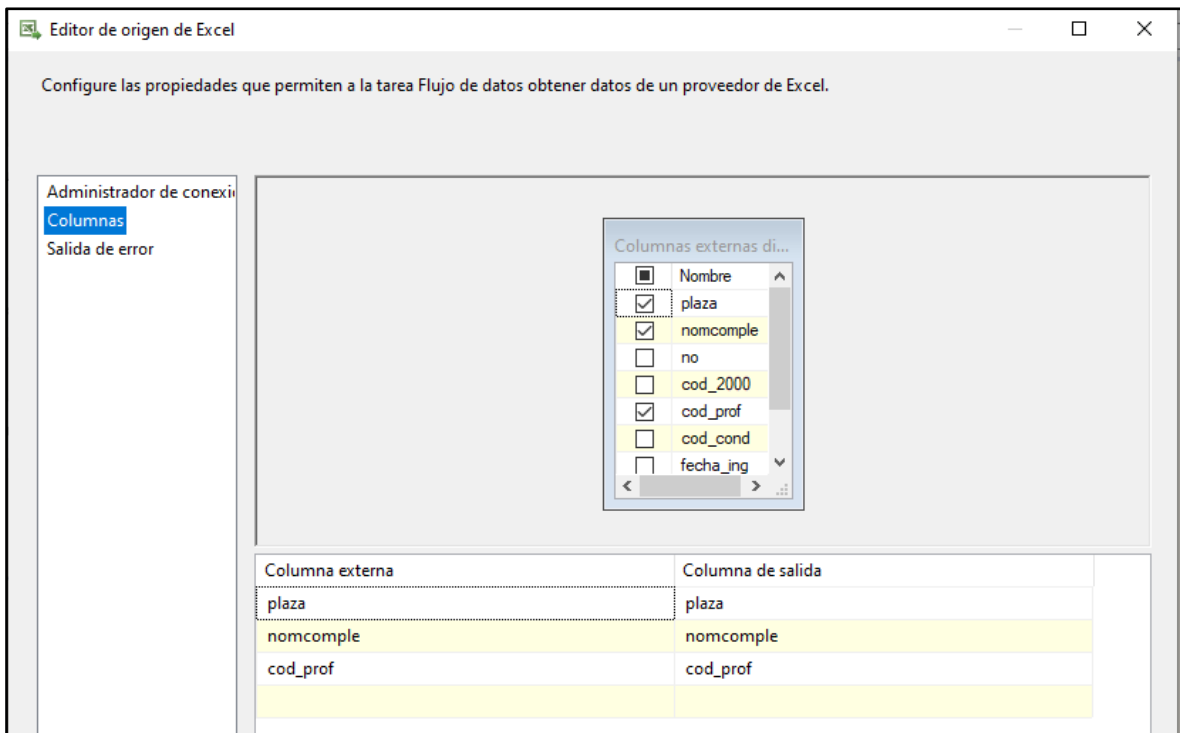 Editor de origen de Excel
Configure las propiedades que permiten a la tarea Flujo de datos obtener datos de un proveedor de Excel.
Administrador de conexi
Columnas
Salida de error
Columnas externas di...
Nombre
plaza
nomcomple
no
cod_2000
cod_prof
cod_cond
fecha_ing
Columna externa Columna de salida
plaza plaza
nomcomple nomcomple
cod_prof cod_prof